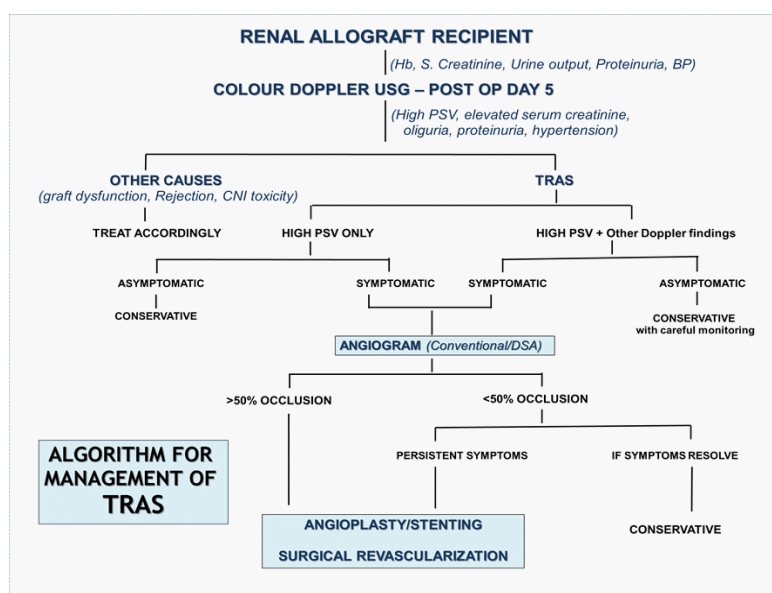 RENAL ALLOGRAFT RECIPIENT
(Hb, S. Creatinine, Urine output, Proteinuria, BP)
COLOUR DOPPLER USG – POST OP DAY 5
(High PSV, elevated serum creatinine,
oliguria, proteinuria, hypertension)
OTHER CAUSES
(graft dysfunction, Rejection, CNI toxicity)
TRAS
TREAT ACCORDINGLY
HIGH PSV ONLY
HIGH PSV + Other Doppler findings
ASYMPTOMATIC
SYMPTOMATIC
SYMPTOMATIC
ASYMPTOMATIC
CONSERVATIVE
CONSERVATIVE
with careful monitoring
ANGIOGRAM (Conventional/DSA)
>50% OCCLUSION
<50% OCCLUSION
PERSISTENT SYMPTOMS
IF SYMPTOMS RESOLVE
ALGORITHM FOR
MANAGEMENT OF
TRAS
ANGIOPLASTY/STENTING
SURGICAL REVASCULARIZATION
CONSERVATIVE